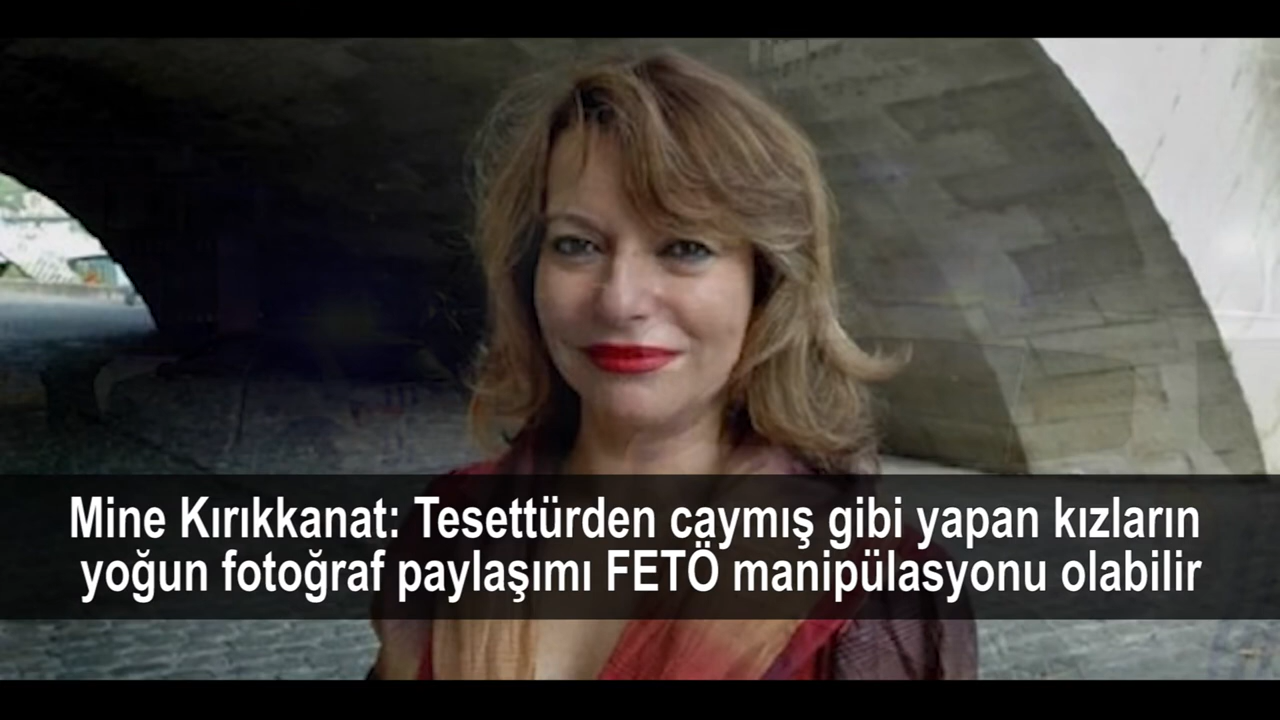 Mine Kırıkkanat: Tesettürden caymış gibi yapan kızların
yoğun fotoğraf paylaşımı FETÖ manipülasyonu olabilir